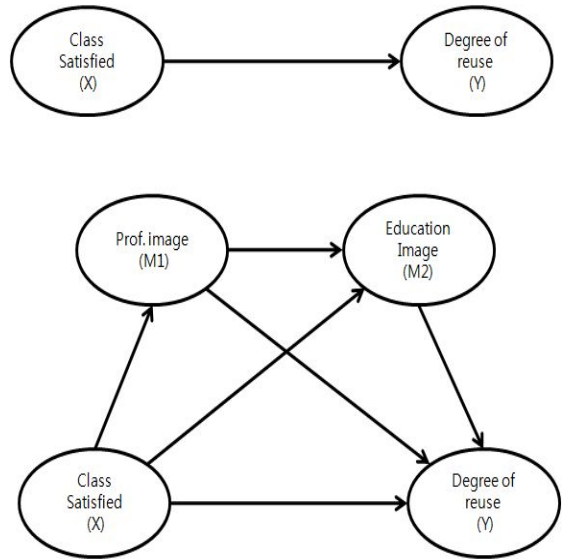 Class
Satisfied
(X)
Degree of
reuse
(Y)
Prof. image
(M1)
Education
Image
(M2)
Class
Satisfied
(X)
Degree of
reuse
(Y)